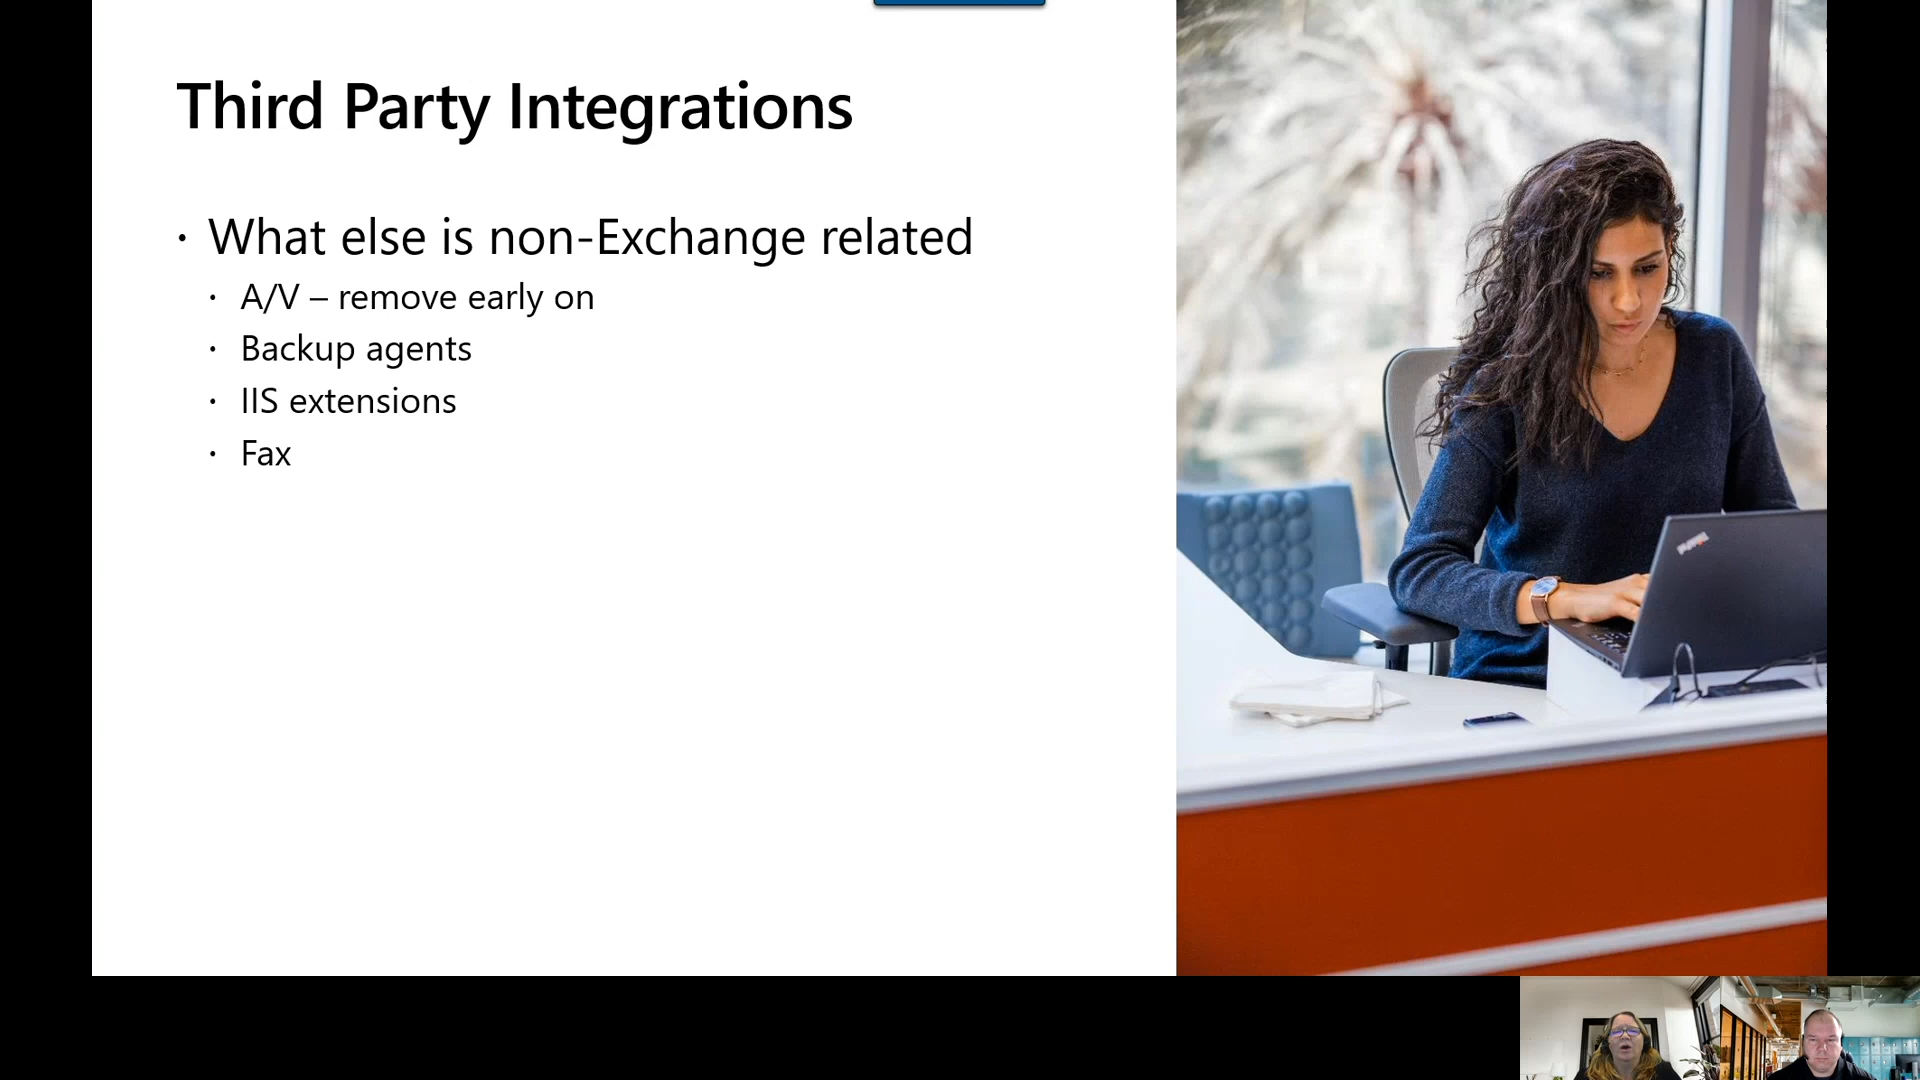 Third Party Integrations
· What else is non-Exchange related
· A/V – remove early on
· Backup agents
· IIS extensions
· Fax